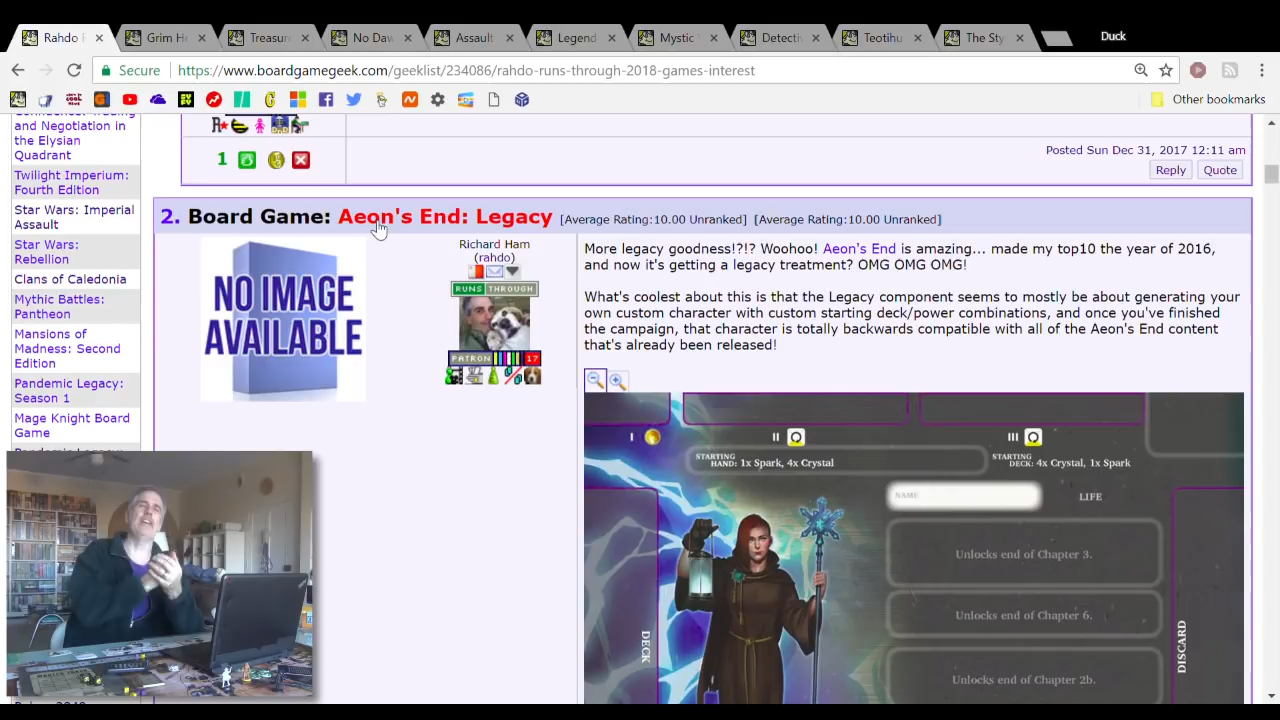 Rahdo R
Grim He
Treasure
No Daw
Assault
Legend
Mystic
Detectiv
Teotihu
The Sty
Duck
Secure
https://www.boardgamegeek.com/geeklist/234086/rahdo-runs-through-2018-games-interest
Other bookmarks
and Negotiation in
the Elysian
Quadrant
Twilight Imperium:
Fourth Edition
Star Wars: Imperial
Assault
Star Wars:
Rebellion
Clans of Caledonia
Mythic Battles:
Pantheon
Mansions of
Madness: Second
Edition
Pandemic Legacy:
Season 1
Mage Knight Board
Game
1
Posted Sun Dec 31, 2017 12:11 am
Reply
Quote
2. Board Game: Aeon's End: Legacy [Average Rating:10.00 Unranked] [Average Rating:10.00 Unranked]
NO IMAGE
AVAILABLE
Richard Ham
(rahdo)
RUNS THROUGH
PATRON 17
More legacy goodness!?!? Woohoo! Aeon's End is amazing... made my top10 the year of 2016,
and now it's getting a legacy treatment? OMG OMG OMG!
What's coolest about this is that the Legacy component seems to mostly be about generating your
own custom character with custom starting deck/power combinations, and once you've finished
the campaign, that character is totally backwards compatible with all of the Aeon's End content
that's already been released!
I
II
III
STARTING
HAND: 1x Spark, 4x Crystal
STARTING
DECK: 4x Crystal, 1x Spark
NAME
LIFE
Unlocks end of Chapter 3.
Unlocks end of Chapter 6.
Unlocks end of Chapter 2b.
DECK
DISCARD